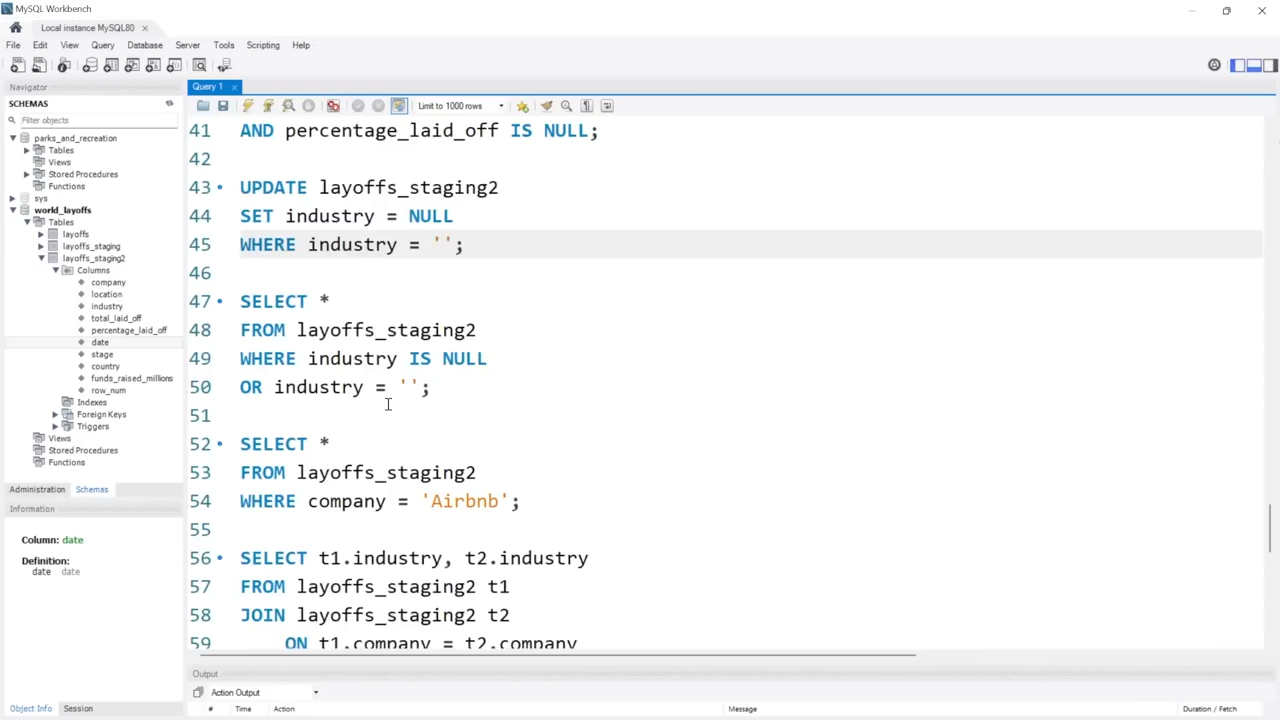 MySQL Workbench
Local instance MySQL80
File Edit View Query Database Server Tools Scripting Help
Navigator
SCHEMAS
Filter objects
parks_and_recreation
Tables
Views
Stored Procedures
Functions
sys
world_layoffs
Tables
layoffs
layoffs_staging
layoffs_staging2
Columns
company
location
industry
total_laid_off
percentage_laid_off
date
stage
country
funds_raised_millions
row_num
Indexes
Foreign Keys
Triggers
Views
Stored Procedures
Functions
Administration Schemas
Information
Column: date
Definition:
date date
Object Info Session
Query 1
Limit to 1000 rows
41 AND percentage_laid_off IS NULL;
42
43 UPDATE layoffs_staging2
44 SET industry = NULL
45 WHERE industry = '';
46
47 SELECT *
48 FROM layoffs_staging2
49 WHERE industry IS NULL
50 OR industry = '';
51
52 SELECT *
53 FROM layoffs_staging2
54 WHERE company = 'Airbnb';
55
56 SELECT t1.industry, t2.industry
57 FROM layoffs_staging2 t1
58 JOIN layoffs_staging2 t2
59 ON t1.company = t2.company
Output
Action Output
# Time Action Message Duration / Fetch